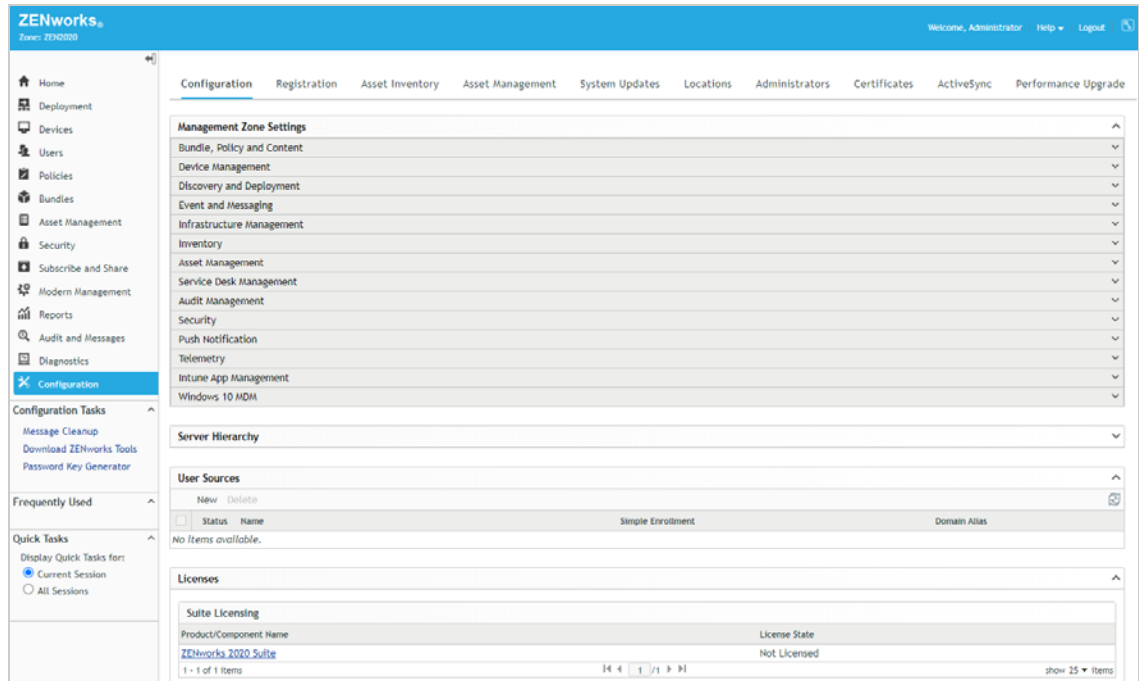 ZENworks®
Zone: ZEN2020
Welcome, Administrator Help Logout
Home
Deployment
Devices
Users
Policies
Bundles
Asset Management
Security
Subscribe and Share
Modern Management
Reports
Audit and Messages
Diagnostics
Configuration
Configuration Tasks
Message Cleanup
Download ZENworks Tools
Password Key Generator
Frequently Used
Quick Tasks
Display Quick Tasks for:
Current Session
All Sessions
Configuration Registration Asset Inventory Asset Management System Updates Locations Administrators Certificates ActiveSync Performance Upgrade
Management Zone Settings
Bundle, Policy and Content
Device Management
Discovery and Deployment
Event and Messaging
Infrastructure Management
Inventory
Asset Management
Service Desk Management
Audit Management
Security
Push Notification
Telemetry
Intune App Management
Windows 10 MDM
Server Hierarchy
User Sources
New Delete
Status Name Simple Enrollment Domain Alias
No items available.
Licenses
Suite Licensing
Product/Component Name License State
ZENworks 2020 Suite Not Licensed
1 - 1 of 1 items 1 /1 show 25 items